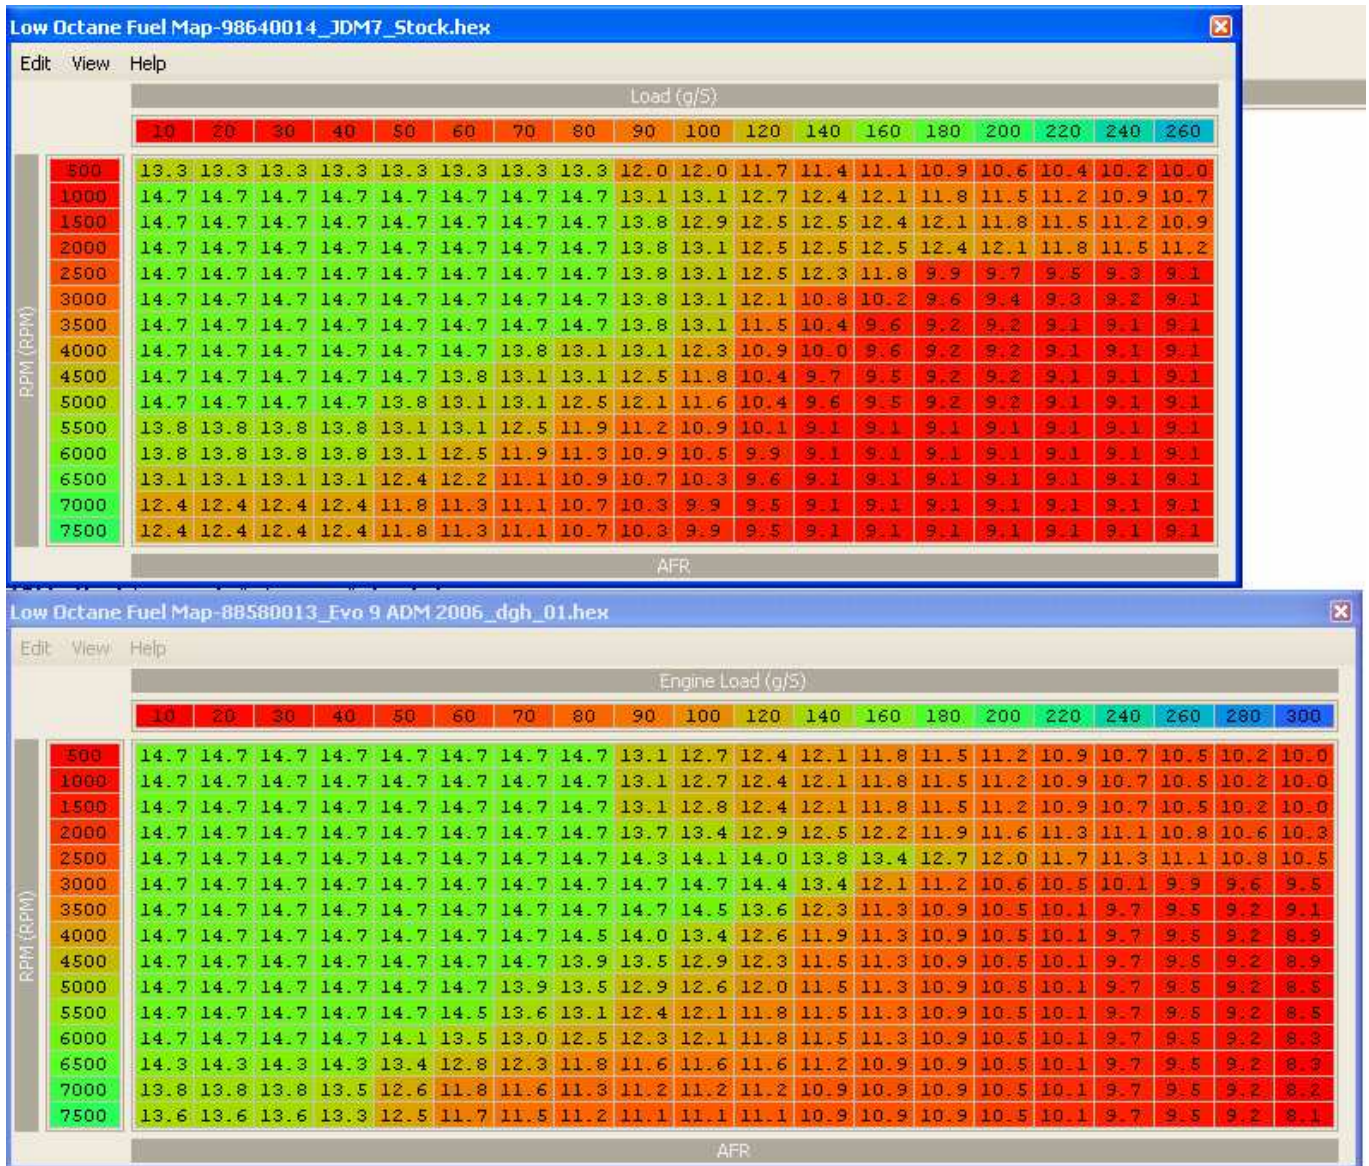 Low Octane Fuel Map-98640014_JDM7_Stock.hex
Edit View Help
Load (g/S)
10 20 30 40 50 60 70 80 90 100 120 140 160 180 200 220 240 260
RPM (RPM)
500 13.3 13.3 13.3 13.3 13.3 13.3 13.3 13.3 12.0 12.0 11.7 11.4 11.1 10.9 10.6 10.4 10.2 10.0
1000 14.7 14.7 14.7 14.7 14.7 14.7 14.7 14.7 13.1 13.1 12.7 12.4 12.1 11.8 11.5 11.2 10.9 10.7
1500 14.7 14.7 14.7 14.7 14.7 14.7 14.7 14.7 13.8 12.9 12.5 12.5 12.4 12.1 11.8 11.5 11.2 10.9
2000 14.7 14.7 14.7 14.7 14.7 14.7 14.7 14.7 13.8 13.1 12.5 12.5 12.5 12.4 12.1 11.8 11.5 11.2
2500 14.7 14.7 14.7 14.7 14.7 14.7 14.7 14.7 13.8 13.1 12.5 12.3 11.8 9.9 9.7 9.5 9.3 9.1
3000 14.7 14.7 14.7 14.7 14.7 14.7 14.7 14.7 13.8 13.1 12.1 10.8 10.2 9.6 9.4 9.3 9.2 9.1
3500 14.7 14.7 14.7 14.7 14.7 14.7 14.7 14.7 13.8 13.1 11.5 10.4 9.6 9.2 9.2 9.1 9.1 9.1
4000 14.7 14.7 14.7 14.7 14.7 14.7 13.8 13.1 13.1 12.3 10.9 10.0 9.6 9.2 9.2 9.1 9.1 9.1
4500 14.7 14.7 14.7 14.7 14.7 13.8 13.1 13.1 12.5 11.8 10.4 9.7 9.5 9.2 9.2 9.1 9.1 9.1
5000 14.7 14.7 14.7 14.7 13.8 13.1 13.1 12.5 12.1 11.6 10.4 9.6 9.5 9.2 9.2 9.1 9.1 9.1
5500 13.8 13.8 13.8 13.8 13.1 13.1 12.5 11.9 11.2 10.9 10.1 9.1 9.1 9.1 9.1 9.1 9.1 9.1
6000 13.8 13.8 13.8 13.8 13.1 12.5 11.9 11.3 10.9 10.5 9.9 9.1 9.1 9.1 9.1 9.1 9.1 9.1
6500 13.1 13.1 13.1 13.1 12.4 12.2 11.1 10.9 10.7 10.3 9.6 9.1 9.1 9.1 9.1 9.1 9.1 9.1
7000 12.4 12.4 12.4 12.4 11.8 11.3 11.1 10.7 10.3 9.9 9.5 9.1 9.1 9.1 9.1 9.1 9.1 9.1
7500 12.4 12.4 12.4 12.4 11.8 11.3 11.1 10.7 10.3 9.9 9.5 9.1 9.1 9.1 9.1 9.1 9.1 9.1
AFR
Low Octane Fuel Map-88580013_Evo 9 ADM 2006_dgh_01.hex
Edit View Help
Engine Load (g/S)
10 20 30 40 50 60 70 80 90 100 120 140 160 180 200 220 240 260 280 300
RPM (RPM)
500 14.7 14.7 14.7 14.7 14.7 14.7 14.7 14.7 13.1 12.7 12.4 12.1 11.8 11.5 11.2 10.9 10.7 10.5 10.2 10.0
1000 14.7 14.7 14.7 14.7 14.7 14.7 14.7 14.7 13.1 12.7 12.4 12.1 11.8 11.5 11.2 10.9 10.7 10.5 10.2 10.0
1500 14.7 14.7 14.7 14.7 14.7 14.7 14.7 14.7 13.1 12.8 12.4 12.1 11.8 11.5 11.2 10.9 10.7 10.5 10.2 10.0
2000 14.7 14.7 14.7 14.7 14.7 14.7 14.7 14.7 13.7 13.4 12.9 12.5 12.2 11.9 11.6 11.3 11.1 10.8 10.6 10.3
2500 14.7 14.7 14.7 14.7 14.7 14.7 14.7 14.7 14.3 14.1 14.0 13.8 13.4 12.7 12.0 11.7 11.3 11.1 10.8 10.5
3000 14.7 14.7 14.7 14.7 14.7 14.7 14.7 14.7 14.7 14.7 14.4 13.4 12.1 11.2 10.6 10.5 10.1 9.9 9.6 9.5
3500 14.7 14.7 14.7 14.7 14.7 14.7 14.7 14.7 14.7 14.5 13.6 12.3 11.3 10.9 10.5 10.1 9.7 9.5 9.2 9.1
4000 14.7 14.7 14.7 14.7 14.7 14.7 14.7 14.5 14.0 13.4 12.6 11.9 11.3 10.9 10.5 10.1 9.7 9.5 9.2 8.9
4500 14.7 14.7 14.7 14.7 14.7 14.7 14.7 13.9 13.5 12.9 12.3 11.5 11.3 10.9 10.5 10.1 9.7 9.5 9.2 8.9
5000 14.7 14.7 14.7 14.7 14.7 14.7 13.9 13.5 12.9 12.6 12.0 11.5 11.3 10.9 10.5 10.1 9.7 9.5 9.2 8.5
5500 14.7 14.7 14.7 14.7 14.7 14.5 13.6 13.1 12.4 12.1 11.8 11.5 11.3 10.9 10.5 10.1 9.7 9.5 9.2 8.5
6000 14.7 14.7 14.7 14.7 14.1 13.5 13.0 12.5 12.3 12.1 11.8 11.5 11.3 10.9 10.5 10.1 9.7 9.5 9.2 8.3
6500 14.3 14.3 14.3 14.3 13.4 12.8 12.3 11.8 11.6 11.6 11.6 11.2 10.9 10.9 10.5 10.1 9.7 9.5 9.2 8.3
7000 13.8 13.8 13.8 13.5 12.6 11.8 11.6 11.3 11.2 11.2 11.2 10.9 10.9 10.9 10.5 10.1 9.7 9.5 9.2 8.2
7500 13.6 13.6 13.6 13.3 12.5 11.7 11.5 11.2 11.1 11.1 11.1 10.9 10.9 10.9 10.5 10.1 9.7 9.5 9.2 8.1
AFR